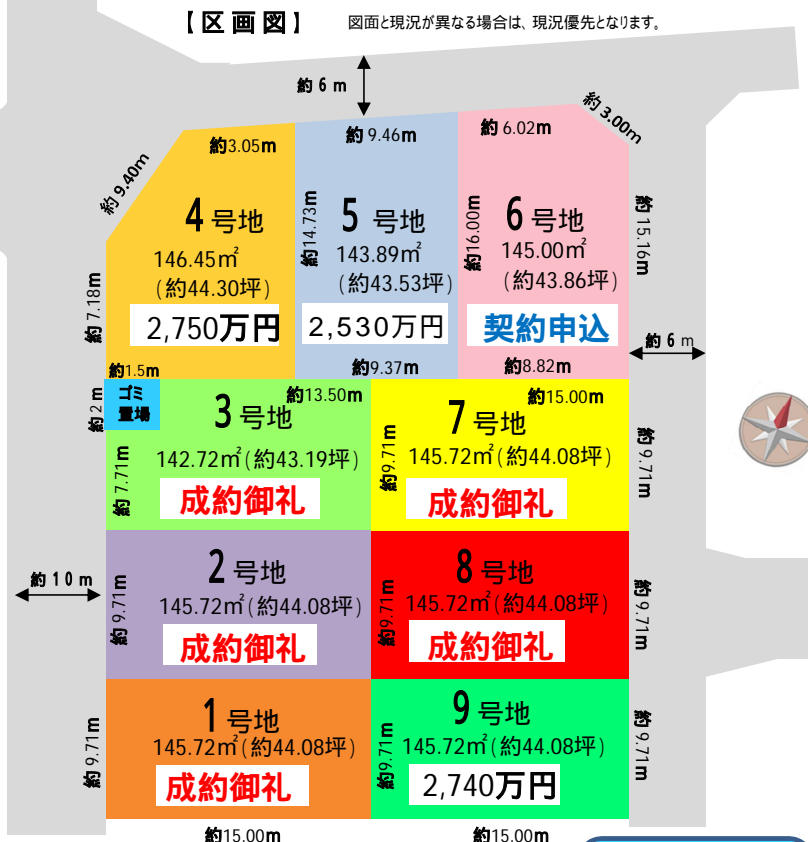 【区画図】 図面と現況が異なる場合は、現況優先となります。
約 6 m
約3.05m
約 9.46m
約 6.02m
約 3.00m
約 9.40m
4 号地
146.45㎡
(約44.30坪)
2,750万円
約 7.18m
約14.73m
5 号地
143.89㎡
(約43.53坪)
2,530万円
約16.00m
6 号地
145.00㎡
(約43.86坪)
契約申込
約 15.16m
約 6 m
約1.5m
約9.37m
約8.82m
約 2 m
ゴミ
置場
約13.50m
3 号地
142.72㎡(約43.19坪)
成約御礼
約 7.71m
約15.00m
7 号地
145.72㎡(約44.08坪)
成約御礼
約9.71m
約 9.71m
約 10 m
2 号地
145.72㎡(約44.08坪)
成約御礼
約 9.71m
8 号地
145.72㎡(約44.08坪)
成約御礼
約9.71m
約 9.71m
1 号地
145.72㎡(約44.08坪)
成約御礼
約 9.71m
9 号地
145.72㎡(約44.08坪)
2,740万円
約9.71m
約 9.71m
約15.00m
約15.00m